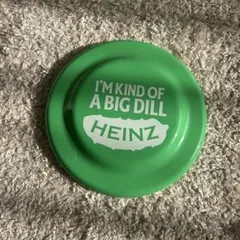 I'M KIND OF
A BIG DILL
HEINZ